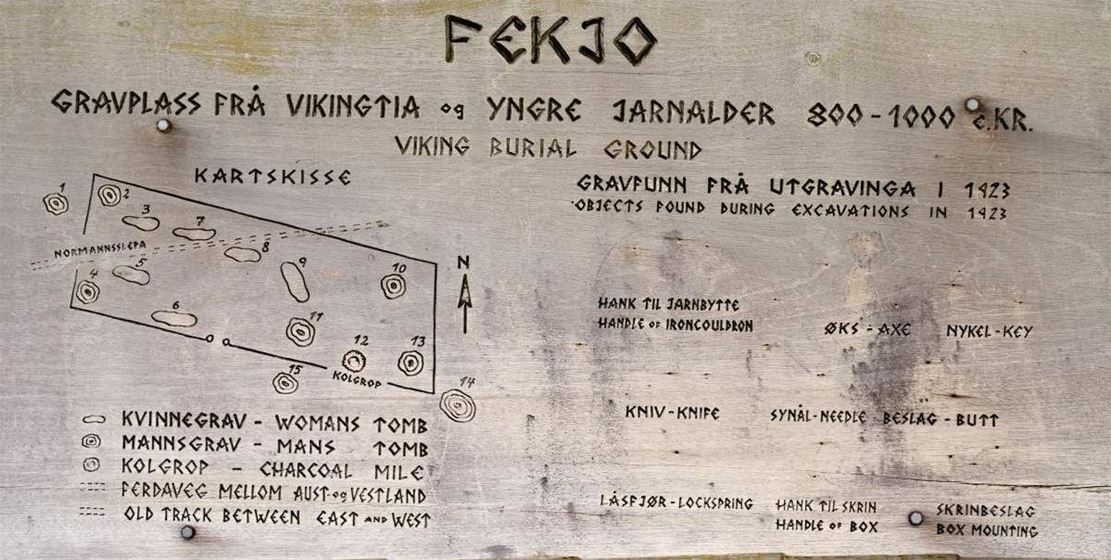 FEKJO
GRAVPLASS FRÅ VIKINGTIA og YNGRE JARNALDER 800-1000 e.KR.
VIKING BURIAL GROUND
KARTSKISSE
1
2
3
7
NORMANNSSLEPA
8
5
4
9
10
N
6
11
12
13
KOLGROP
15
14
KVINNEGRAV - WOMANS TOMB
MANNSGRAV - MANS TOMB
KOLGROP - CHARCOAL MILE
FERDAVEG MELLOM AUST og VESTLAND
OLD TRACK BETWEEN EAST AND WEST
GRAVFUNN FRÅ UTGRAVINGA I 1923
OBJECTS FOUND DURING EXCAVATIONS IN 1923
HANK TIL JARNBYTTE
HANDLE OF IRONCOULDRON
ØKS - AXE
NYKEL-KEY
KNIV-KNIFE
SYNÅL-NEEDLE
BESLAG - BUTT
LÅSFJØR-LOCKSPRING
HANK TIL SKRIN
HANDLE OF BOX
SKRINBESLAG
BOX MOUNTING